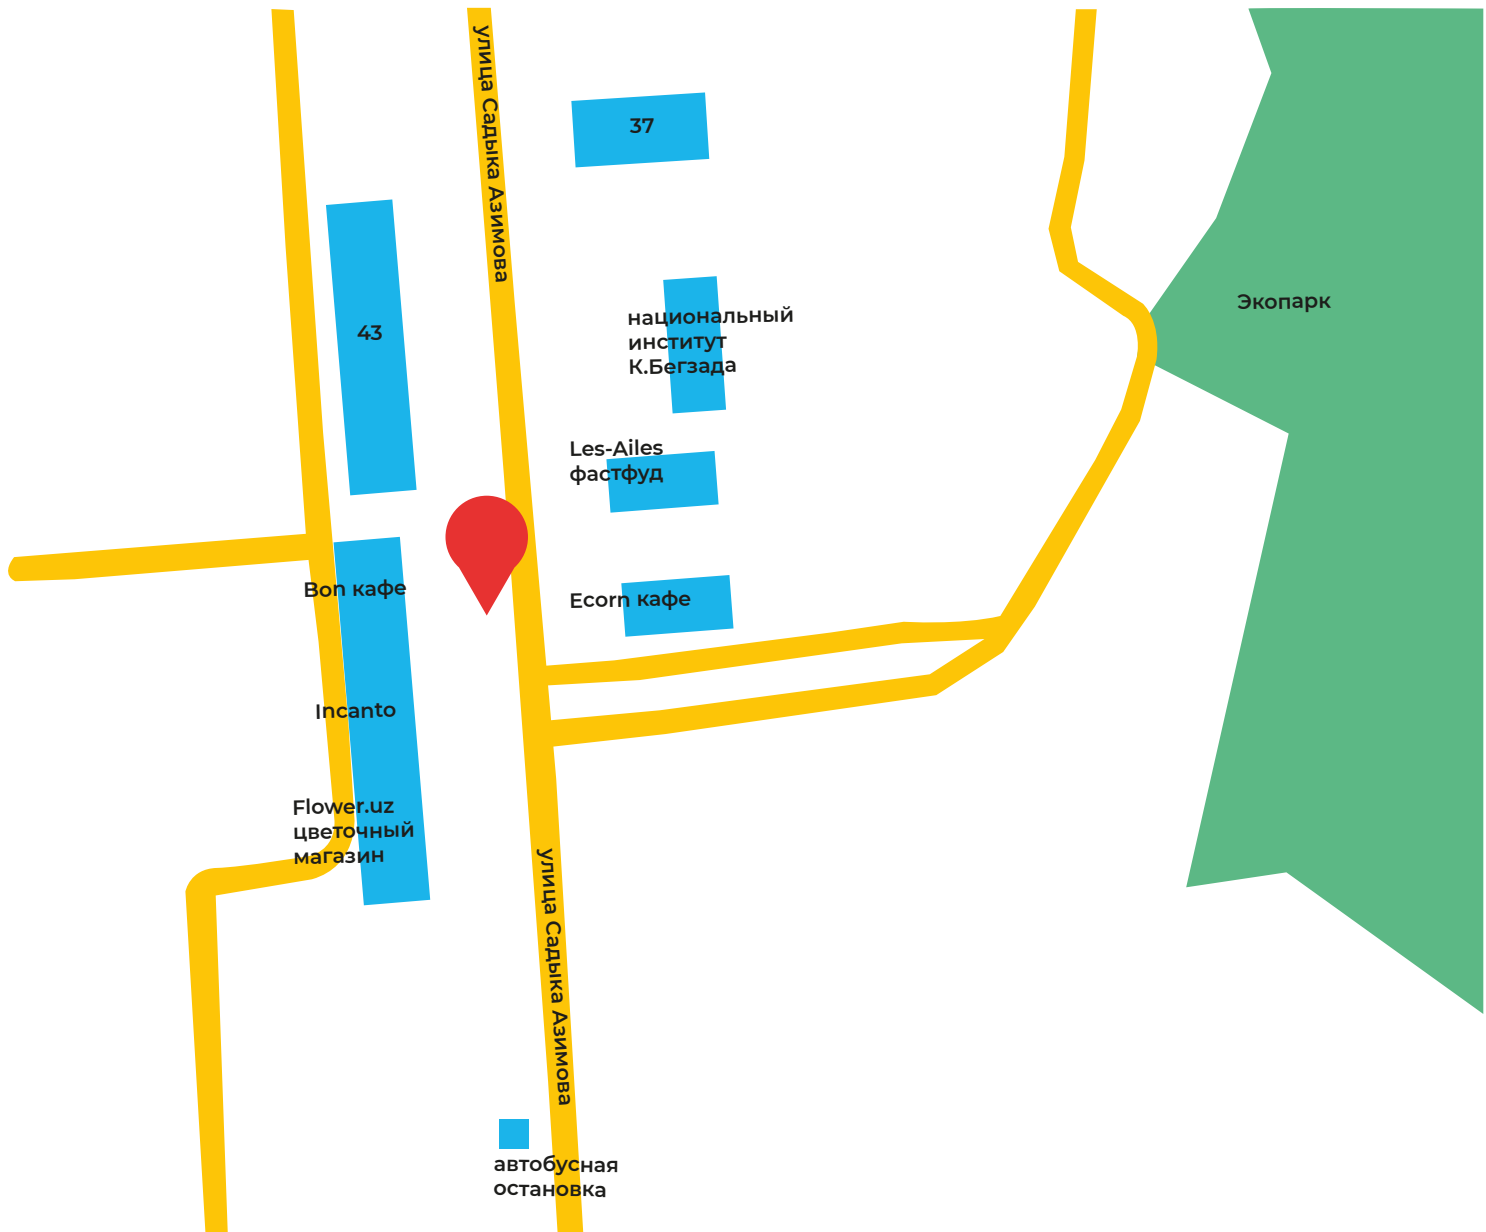 улица Садыка Азимова
37
Экопарк
национальный
институт
К.Бегзада
43
Les-Ailes
фастфуд
Bon кафе
Ecorn кафе
Incanto
Flower.uz
цветочный
магазин
улица Садыка Азимова
автобусная
остановка